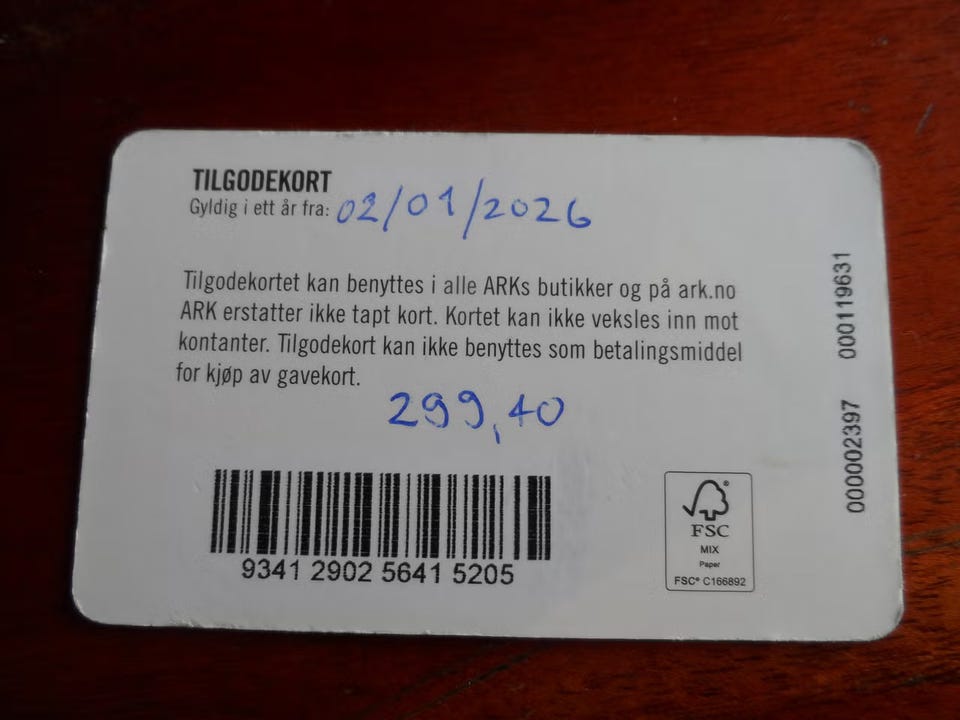 TILGODEKORT
Gyldig i ett år fra: 02/01/2026
Tilgodekortet kan benyttes i alle ARKs butikker og på ark.no
ARK erstatter ikke tapt kort. Kortet kan ikke veksles inn mot
kontanter. Tilgodekort kan ikke benyttes som betalingsmiddel
for kjøp av gavekort.
299,40
9341 2902 5641 5205
FSC®
MIX
Paper
FSC® C166892
000002397 000119631